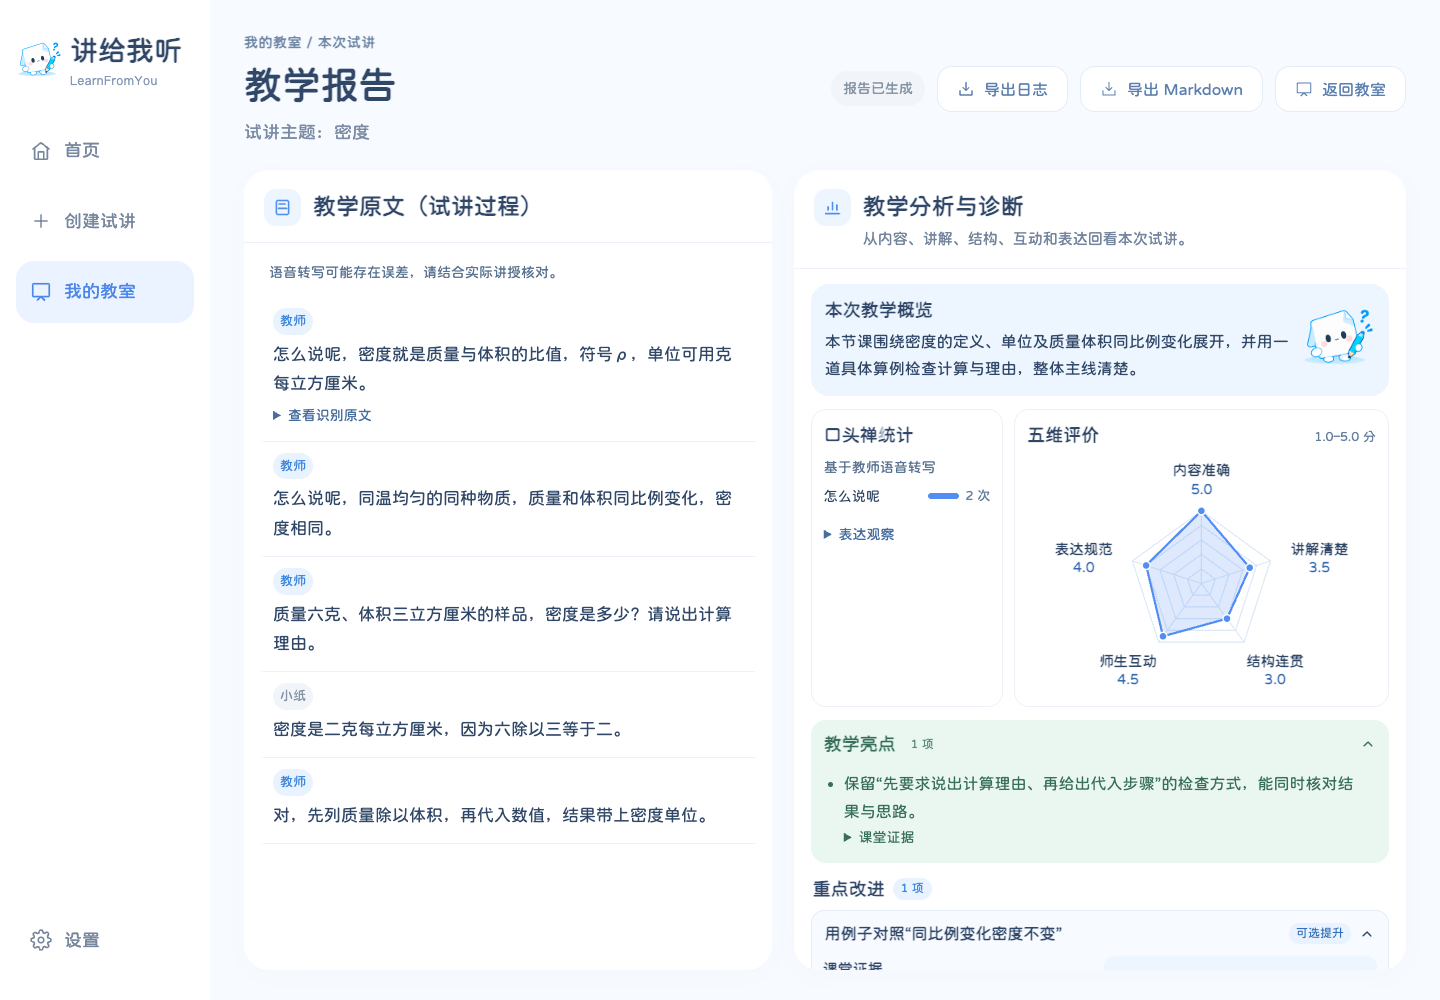 讲给我听
LearnFromYou
首页
创建试讲
我的教室
设置
我的教室 / 本次试讲
教学报告
试讲主题：密度
报告已生成
导出日志
导出 Markdown
返回教室
教学原文（试讲过程）
语音转写可能存在误差，请结合实际讲授核对。
教师
怎么说呢，密度就是质量与体积的比值，符号 ρ ，单位可用克
每立方厘米。
查看识别原文
教师
怎么说呢，同温均匀的同种物质，质量和体积同比例变化，密
度相同。
教师
质量六克、体积三立方厘米的样品，密度是多少？请说出计算
理由。
小纸
密度是二克每立方厘米，因为六除以三等于二。
教师
对，先列质量除以体积，再代入数值，结果带上密度单位。
教学分析与诊断
从内容、讲解、结构、互动和表达回看本次试讲。
本次教学概览
本节课围绕密度的定义、单位及质量体积同比例变化展开，并用一
道具体算例检查计算与理由，整体主线清楚。
口头禅统计
基于教师语音转写
怎么说呢
2 次
表达观察
五维评价
1.0–5.0 分
内容准确
5.0
表达规范
4.0
讲解清楚
3.5
师生互动
4.5
结构连贯
3.0
教学亮点
1 项
保留“先要求说出计算理由、再给出代入步骤”的检查方式，能同时核对结
果与思路。
课堂证据
重点改进
1 项
用例子对照“同比例变化密度不变”
可选提升
课堂证据